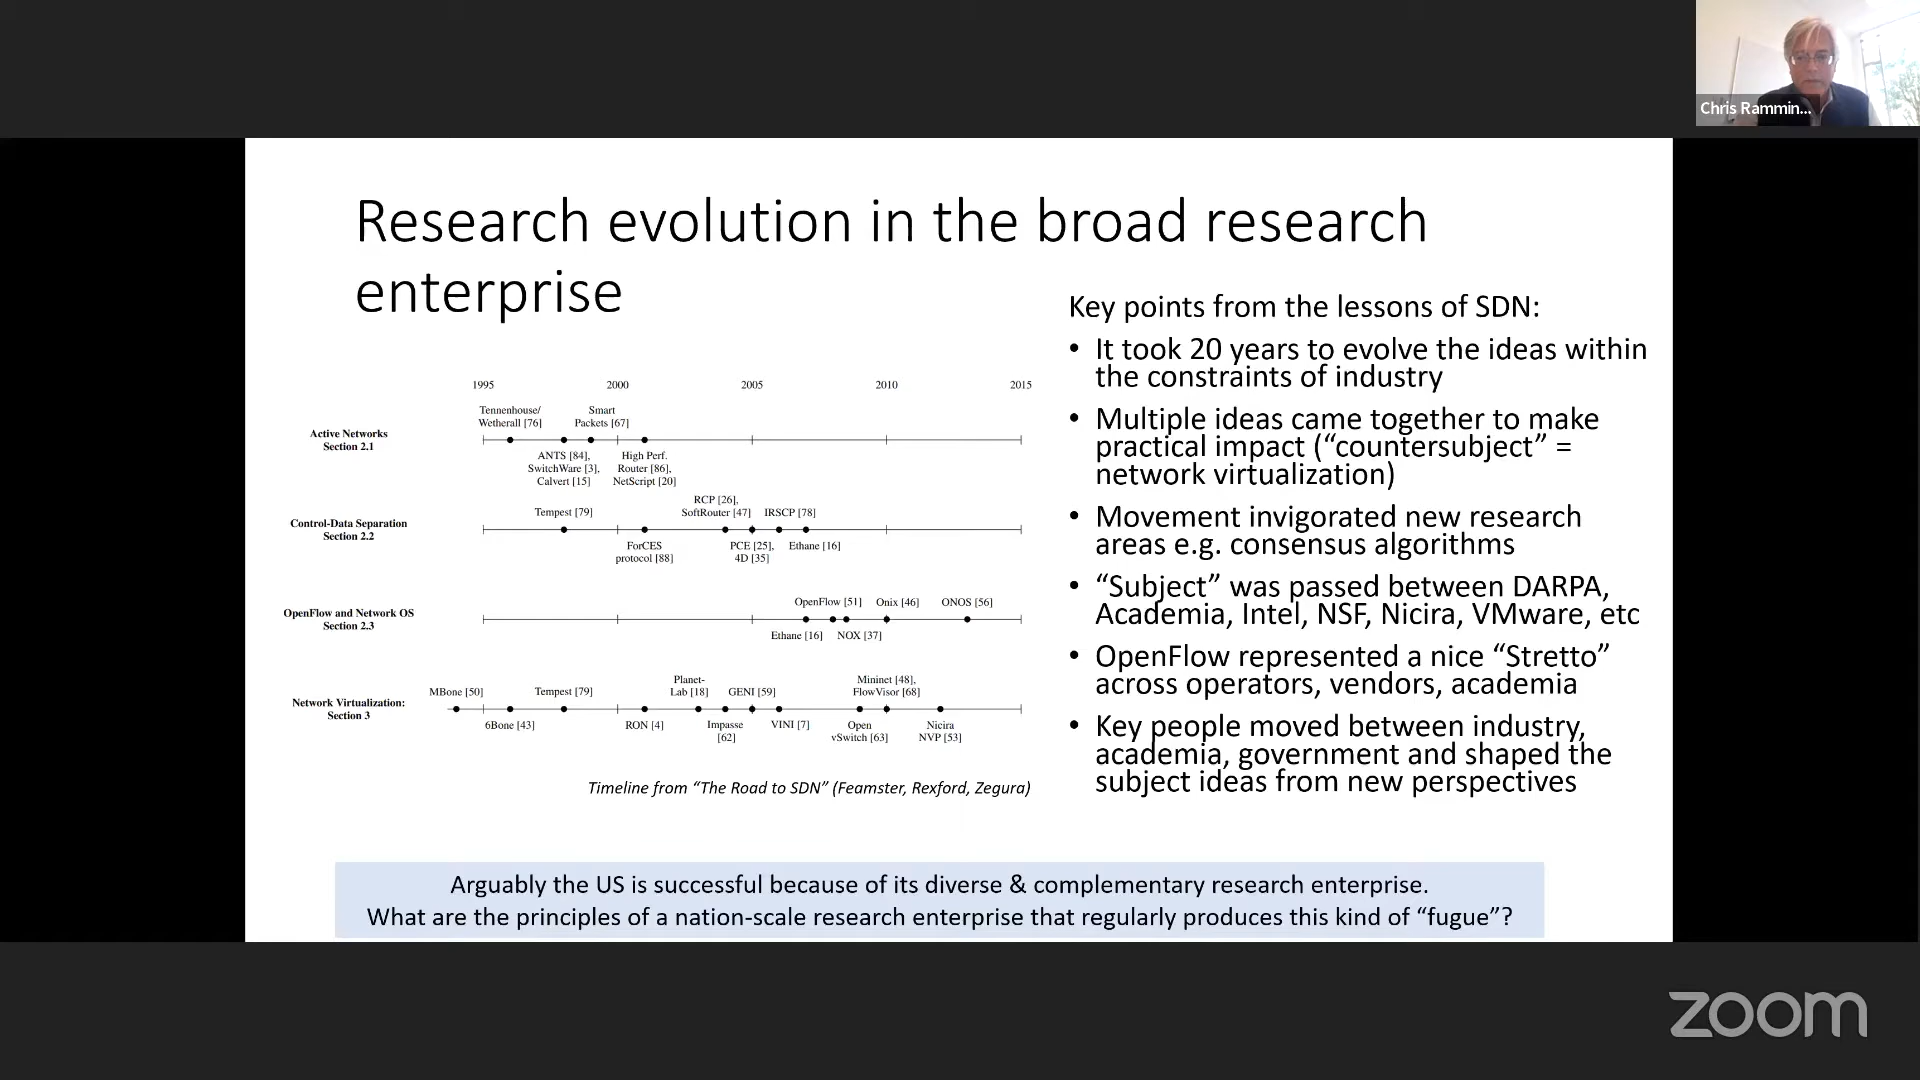 Chris Rammin...
Research evolution in the broad research
enterprise
1995 2000 2005 2010 2015
Tennenhouse/
Wetherall [76]
Smart
Packets [67]
Active Networks
Section 2.1
ANTS [84],
SwitchWare [3],
Calvert [15]
High Perf.
Router [86],
NetScript [20]
Tempest [79]
RCP [26],
SoftRouter [47]
IRSCP [78]
Control-Data Separation
Section 2.2
ForCES
protocol [88]
PCE [25],
4D [35]
Ethane [16]
OpenFlow [51] Onix [46] ONOS [56]
OpenFlow and Network OS
Section 2.3
Ethane [16] NOX [37]
MBone [50]
Tempest [79]
Planet-
Lab [18]
GENI [59]
Mininet [48],
FlowVisor [68]
Network Virtualization:
Section 3
6Bone [43]
RON [4]
Impasse
[62]
VINI [7]
Open
vSwitch [63]
Nicira
NVP [53]
Timeline from “The Road to SDN” (Feamster, Rexford, Zegura)
Key points from the lessons of SDN:
• It took 20 years to evolve the ideas within
the constraints of industry
• Multiple ideas came together to make
practical impact (“countersubject” =
network virtualization)
• Movement invigorated new research
areas e.g. consensus algorithms
• “Subject” was passed between DARPA,
Academia, Intel, NSF, Nicira, VMware, etc
• OpenFlow represented a nice “Stretto”
across operators, vendors, academia
• Key people moved between industry,
academia, government and shaped the
subject ideas from new perspectives
Arguably the US is successful because of its diverse & complementary research enterprise.
What are the principles of a nation-scale research enterprise that regularly produces this kind of “fugue”?
zoom